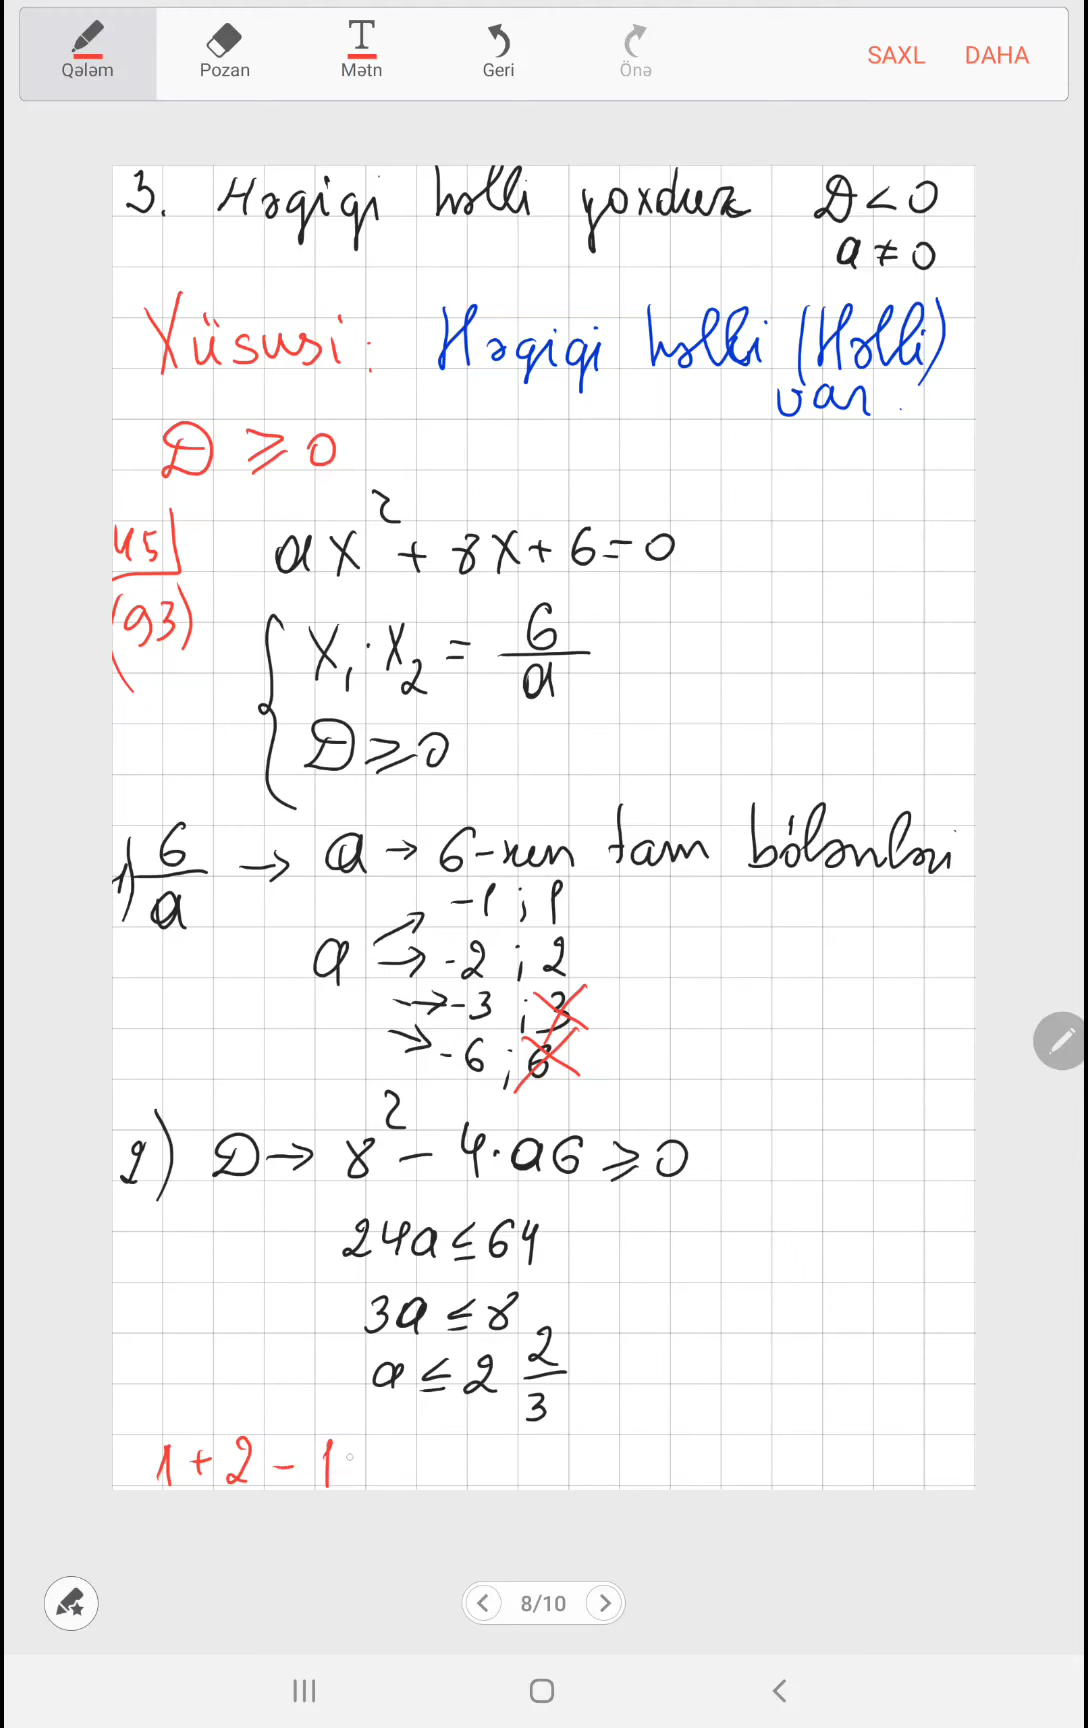 Qələm Pozan Mətn Geri Önə SAXL DAHA
3. Həqiqi həlli yoxdur D < 0
a ≠ 0
Xüsusi: Həqiqi həlli (Həlli)
var.
D ≥ 0
45
(93)
ax² + 8x + 6 = 0
x₁ · x₂ = 6/a
D ≥ 0
1) 6/a → a → 6-nın tam bölənləri
-1 ; 1
a → -2 ; 2
→ -3 ; 3
→ -6 ; 6
2) D → 8² - 4 · a6 ≥ 0
24a ≤ 64
3a ≤ 8
a ≤ 2 2/3
1 + 2 - 1
8/10